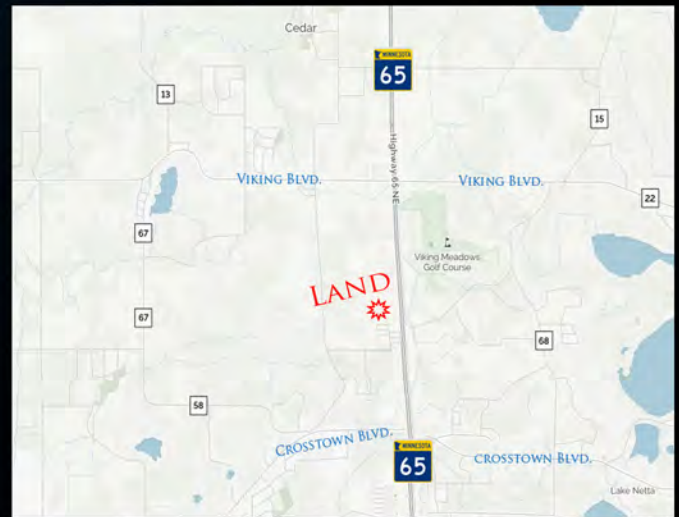 Cedar
MINNESOTA
65
13
15
Highway 65 NE
VIKING BLVD.
VIKING BLVD.
22
67
Viking Meadows
Golf Course
LAND
67
68
58
CROSSTOWN BLVD.
MINNESOTA
65
CROSSTOWN BLVD.
Lake Netta